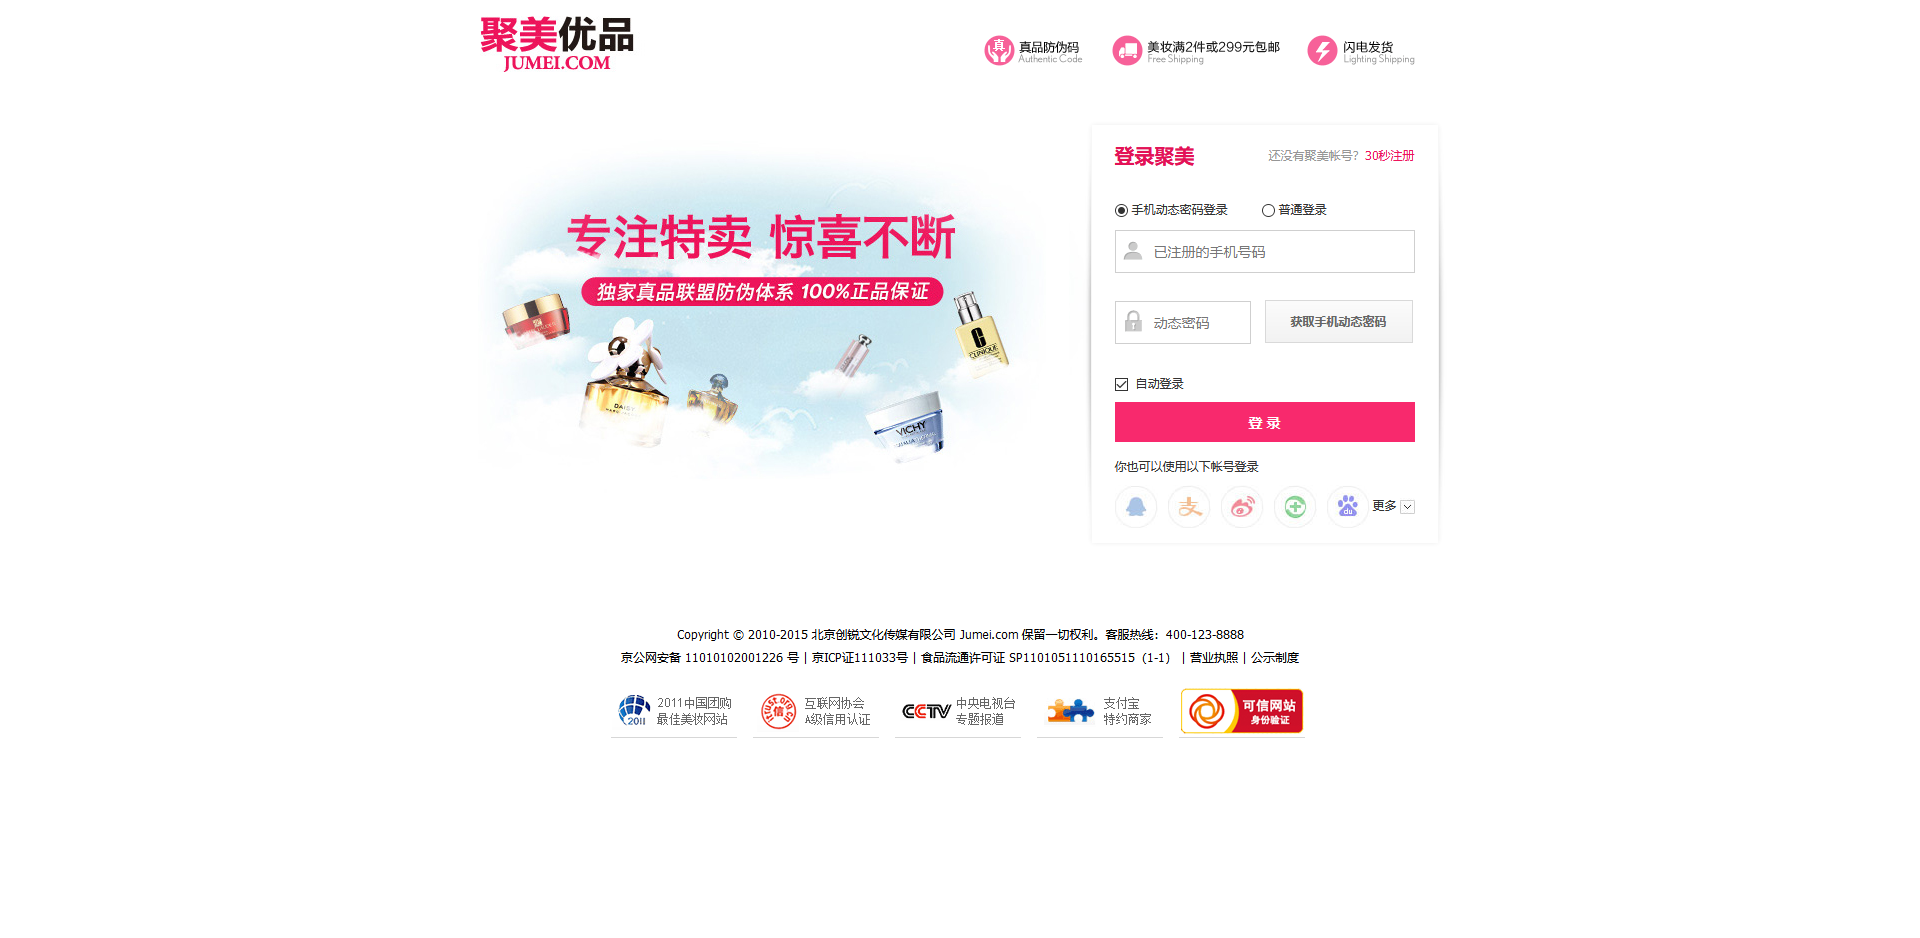 聚美优品
JUMEI.COM
真 真品防伪码
Authentic Code
美妆满2件或299元包邮
Free Shipping
闪电发货
Lighting Shipping
专注特卖 惊喜不断
独家真品联盟防伪体系 100%正品保证
CLINIQUE
DAISY
VICHY
登录聚美 还没有聚美帐号? 30秒注册
手机动态密码登录 普通登录
已注册的手机号码
动态密码 获取手机动态密码
自动登录
登 录
你也可以使用以下帐号登录
支 du 更多
Copyright © 2010-2015 北京创锐文化传媒有限公司 Jumei.com 保留一切权利。客服热线：400-123-8888
京公网安备 11010102001226 号 | 京ICP证111033号 | 食品流通许可证 SP1101051110165515（1-1） | 营业执照 | 公示制度
2011 2011中国团购
最佳美妆网站
itrust.org.cn 信 互联网协会
A级信用认证
CCTV 中央电视台
专题报道
支付宝
特约商家
可信网站
身份验证